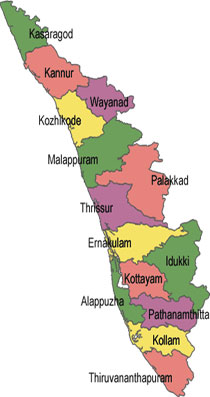 Kasaragod
Kannur
Wayanad
Kozhikode
Malappuram
Palakkad
Thrissur
Ernakulam
Idukki
Kottayam
Alappuzha
Pathanamthitta
Kollam
Thiruvananthapuram